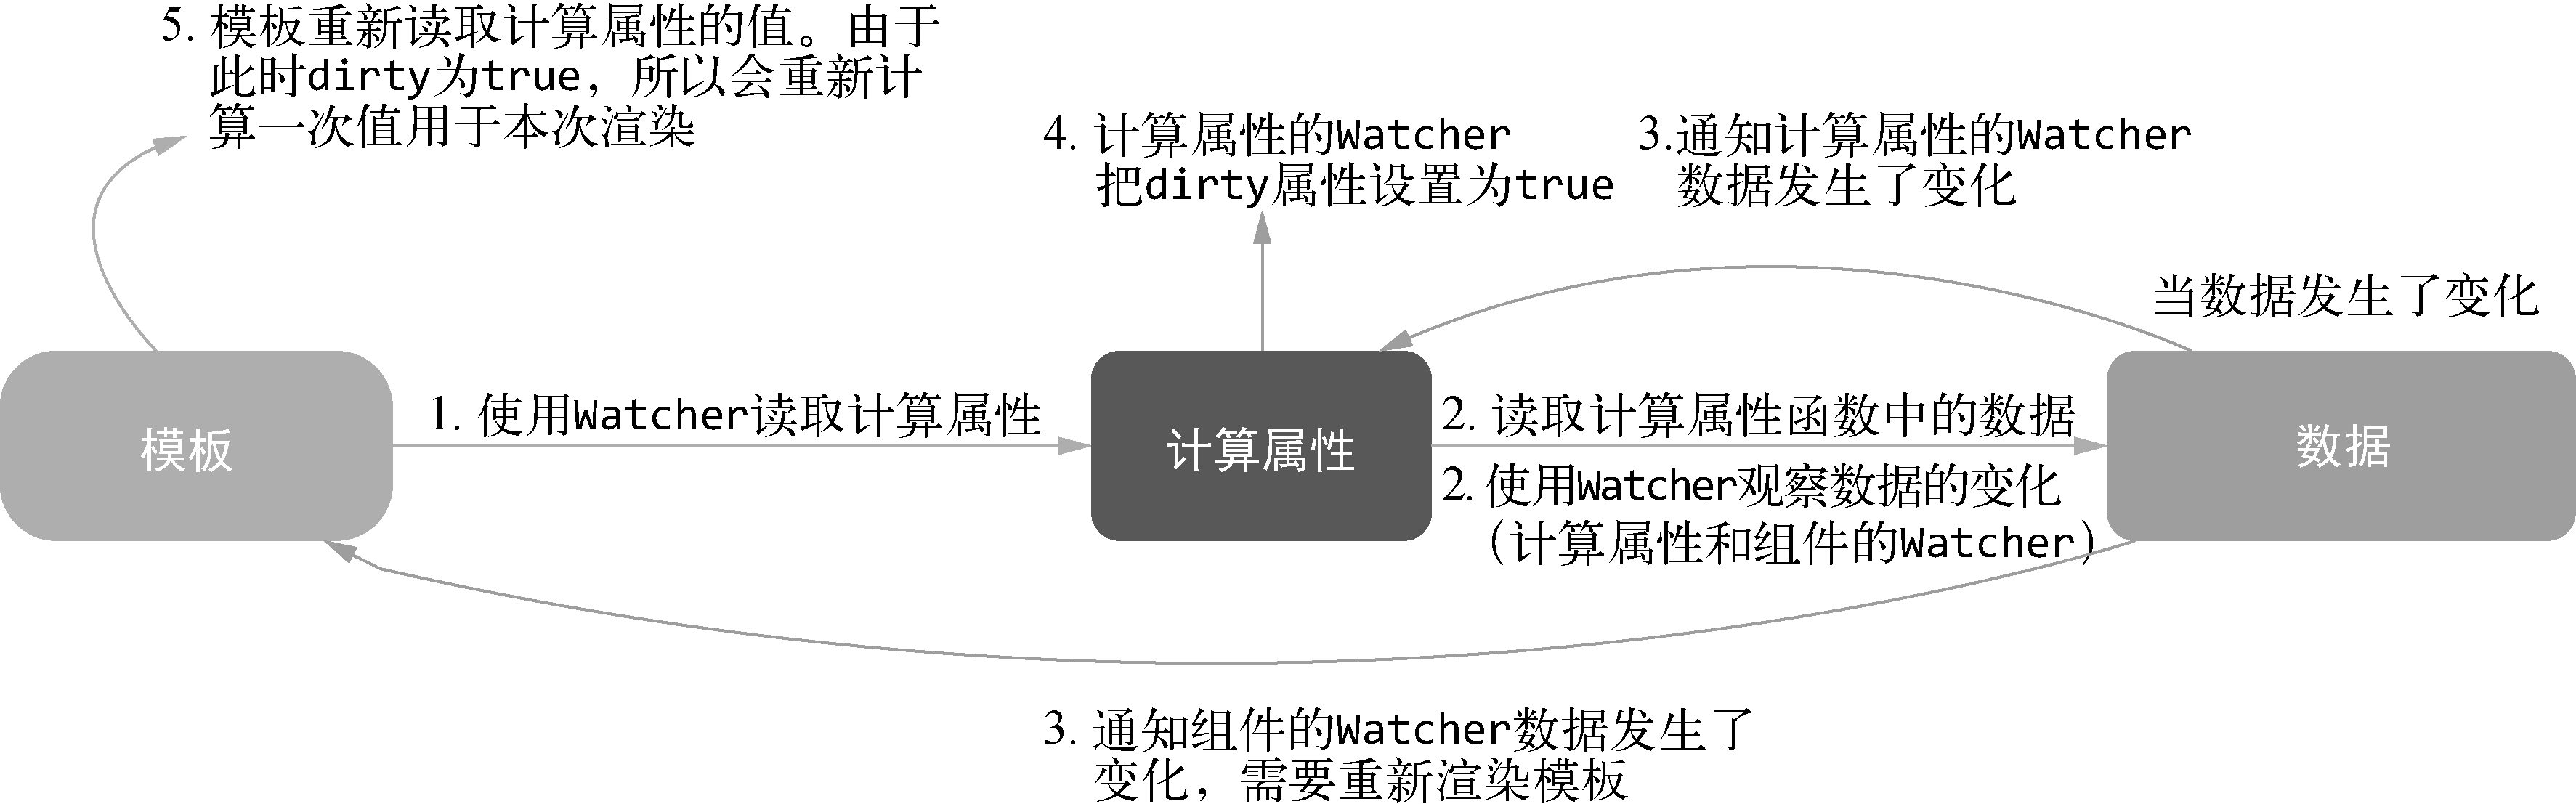 5. 模板重新读取计算属性的值。由于
此时dirty为true，所以会重新计
算一次值用于本次渲染
4. 计算属性的Watcher
把dirty属性设置为true
3.通知计算属性的Watcher
数据发生了变化
当数据发生了变化
模板
1. 使用Watcher读取计算属性
计算属性
2. 读取计算属性函数中的数据
2. 使用Watcher观察数据的变化
（计算属性和组件的Watcher）
数据
3. 通知组件的Watcher数据发生了
变化，需要重新渲染模板